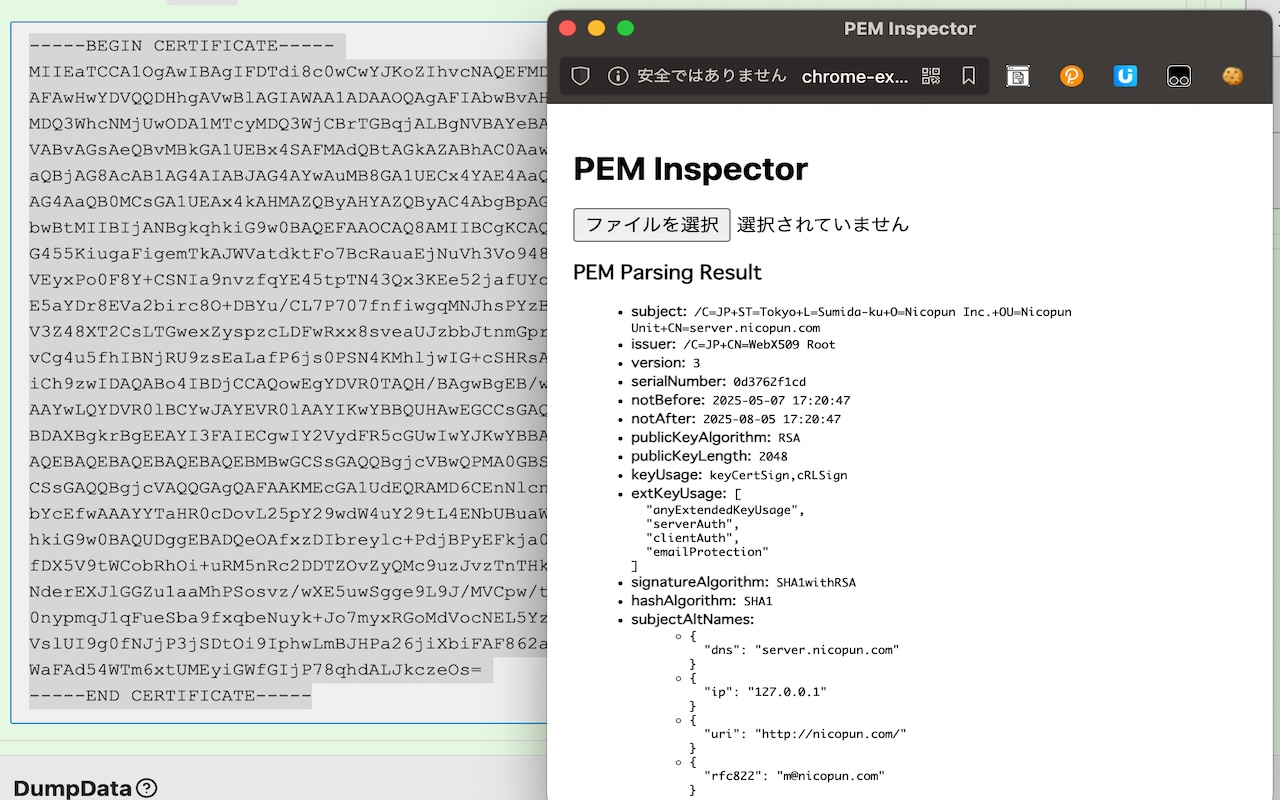 -----BEGIN CERTIFICATE-----
MIIEaTCCA1OgAwIBAgIFDTdi8c0wCwYJKoZIhvcNAQEFMD
AFAwHwYDVQQDHhgAVwBlAGIAWAA1ADAAOQAgAFIAbwBvAH
MDQ3WhcNMjUwODA1MTcyMDQ3WjCBrTGBqjALBgNVBAYeBA
VABvAGsAeQBvMBkGA1UEBx4SAFMAdQBtAGkAZABhAC0Aaw
aQBjAG8AcAB1AG4AIABJAG4AYwAuMB8GA1UECx4YAE4AaQ
AG4AaQB0MCsGA1UEAx4kAHMAZQByAHYAZQByAC4AbgBpAG
bwBtMIIBIjANBgkqhkiG9w0BAQEFAAOCAQ8AMIIBCgKCAQ
G455KiugaFigemTkAJWVatdktFo7BcRauaEjNuVh3Vo948
VEyxPo0F8Y+CSNIa9nvzfqYE45tpTN43Qx3KEe52jafUYc
E5aYDr8EVa2birc8O+DBYu/CL7P707fnfiwgqMNJhsPYzB
V3Z48XT2CsLTGwexZyspzcLDFwRxx8sveaUJzbbJtnmGpr
vCg4u5fhIBNjRU9zsEaLafP6js0PSN4KMhljwIG+cSHRsA
iCh9zwIDAQABo4IBDjCCAQowEgYDVR0TAQH/BAgwBgEB/w
AAYwLQYDVR0lBCYwJAYEVR0lAAYIKwYBBQUHAwEGCCsGAQ
BDAXBgkrBgEEAYI3FAIECgwIY2VydFR5cGUwIwYJKwYBBA
AQEBAQEBAQEBAQEBAQEBMBwGCSsGAQQBgjcVBwQPMA0GBS
CSsGAQQBgjcVAQQGAgQAFAAKMEcGA1UdEQRAMD6CEnNlcn
bYcEfwAAAYYTaHR0cDovL25pY29wdW4uY29tL4ENbUBuaW
hkiG9w0BAQUDggEBADQeOAfxzDIbreylc+PdjBPyEFkja0
fDX5V9tWCobRhOi+uRM5nRc2DDTZOvZyQMc9uzJvzTnTHk
NderEXJlGGZu1aaMhPSosvz/wXE5uwSgge9L9J/MVCpw/t
0nypmqJ1qFueSba9fxqbeNuyk+Jo7myxRGoMdVocNEL5Yz
VslUI9g0fNJjP3jSDtOi9IphwLmBJHPa26jiXbiFAF862a
WaFAd54WTm6xtUMEyiGWfGIjP78qhdALJkczeOs=
-----END CERTIFICATE-----
DumpData?
PEM Inspector
安全ではありません chrome-ex...
PEM Inspector
ファイルを選択 選択されていません
PEM Parsing Result
• subject: /C=JP+ST=Tokyo+L=Sumida-ku+O=Nicopun Inc.+OU=Nicopun
Unit+CN=server.nicopun.com
• issuer: /C=JP+CN=WebX509 Root
• version: 3
• serialNumber: 0d3762f1cd
• notBefore: 2025-05-07 17:20:47
• notAfter: 2025-08-05 17:20:47
• publicKeyAlgorithm: RSA
• publicKeyLength: 2048
• keyUsage: keyCertSign,cRLSign
• extKeyUsage: [
"anyExtendedKeyUsage",
"serverAuth",
"clientAuth",
"emailProtection"
]
• signatureAlgorithm: SHA1withRSA
• hashAlgorithm: SHA1
• subjectAltNames:
◦ {
"dns": "server.nicopun.com"
}
◦ {
"ip": "127.0.0.1"
}
◦ {
"uri": "http://nicopun.com/"
}
◦ {
"rfc822": "m@nicopun.com"
}